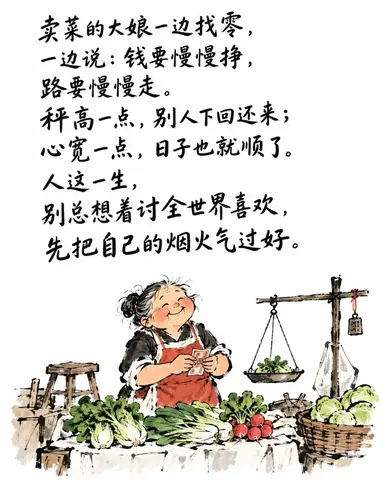 卖菜的大娘一边找零，
一边说：钱要慢慢挣，
路要慢慢走。
秤高一点，别人下回还来；
心宽一点，日子也就顺了。
人这一生，
别总想着讨全世界喜欢，
先把自己的烟火气过好。